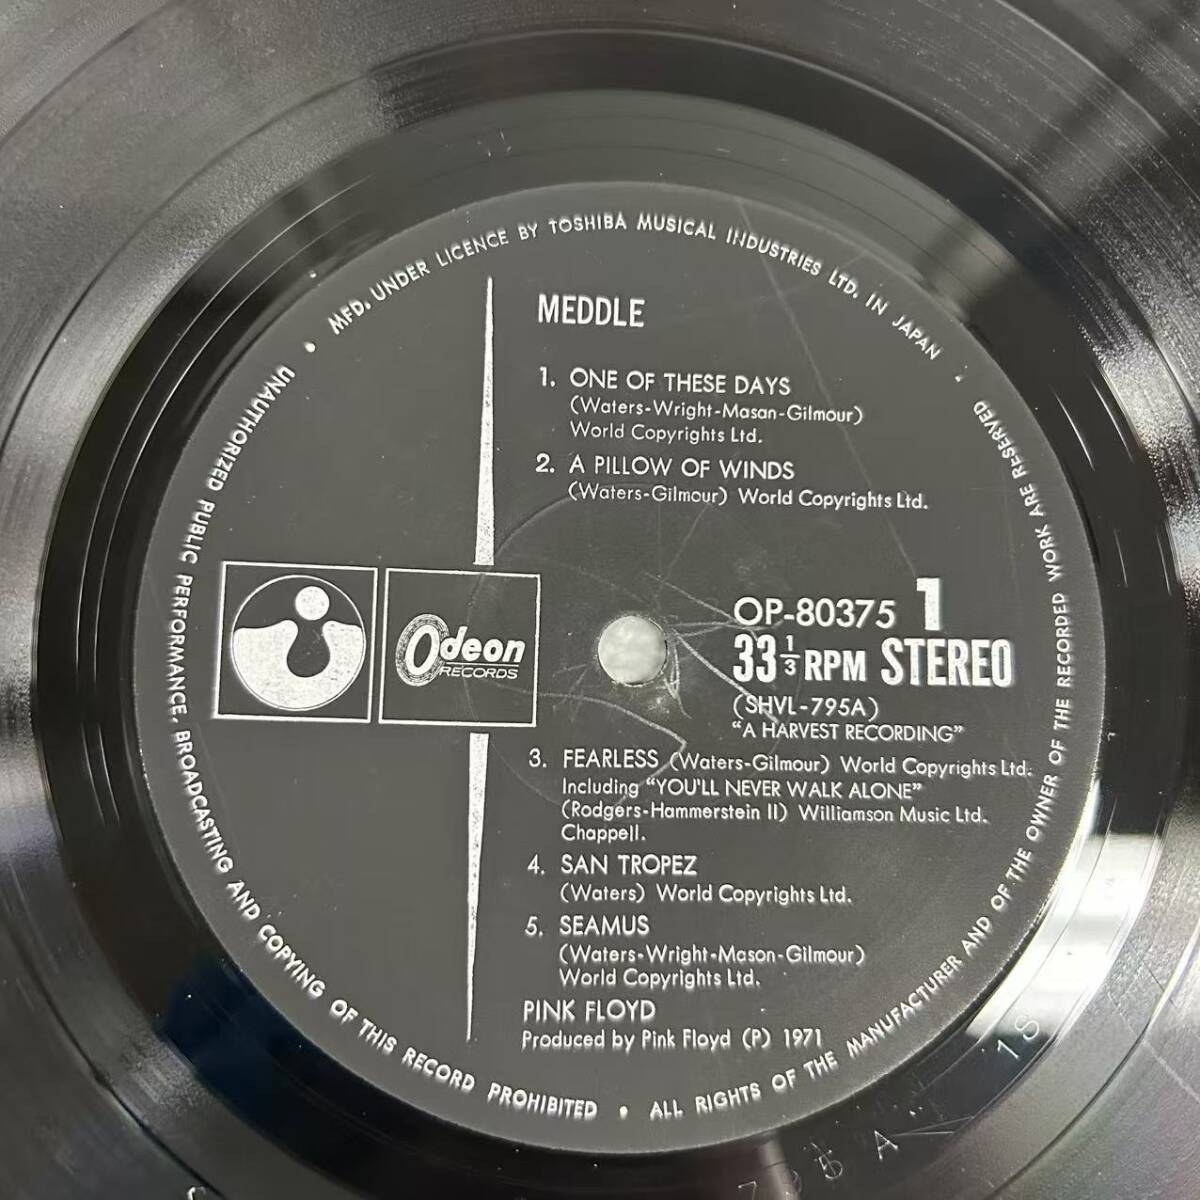 MFD. UNDER LICENCE BY TOSHIBA MUSICAL INDUSTRIES LTD. IN JAPAN
MEDDLE
1. ONE OF THESE DAYS
(Waters-Wright-Masan-Gilmour)
World Copyrights Ltd.
2. A PILLOW OF WINDS
(Waters-Gilmour) World Copyrights Ltd.
Odeon
RECORDS
OP-80375 1
33 1/3 RPM STEREO
(SHVL-795A)
"A HARVEST RECORDING"
3. FEARLESS (Waters-Gilmour) World Copyrights Ltd.
Including "YOU'LL NEVER WALK ALONE"
(Rodgers-Hammerstein II) Williamson Music Ltd.
Chappell.
4. SAN TROPEZ
(Waters) World Copyrights Ltd.
5. SEAMUS
(Waters-Wright-Mason-Gilmour)
World Copyrights Ltd.
PINK FLOYD
Produced by Pink Floyd (P) 1971
UNAUTHORIZED PUBLIC PERFORMANCE, BROADCASTING AND COPYING OF THIS RECORD PROHIBITED • ALL RIGHTS OF THE MANUFACTURER AND OF THE OWNER OF THE RECORDED WORK ARE RESERVED
1S